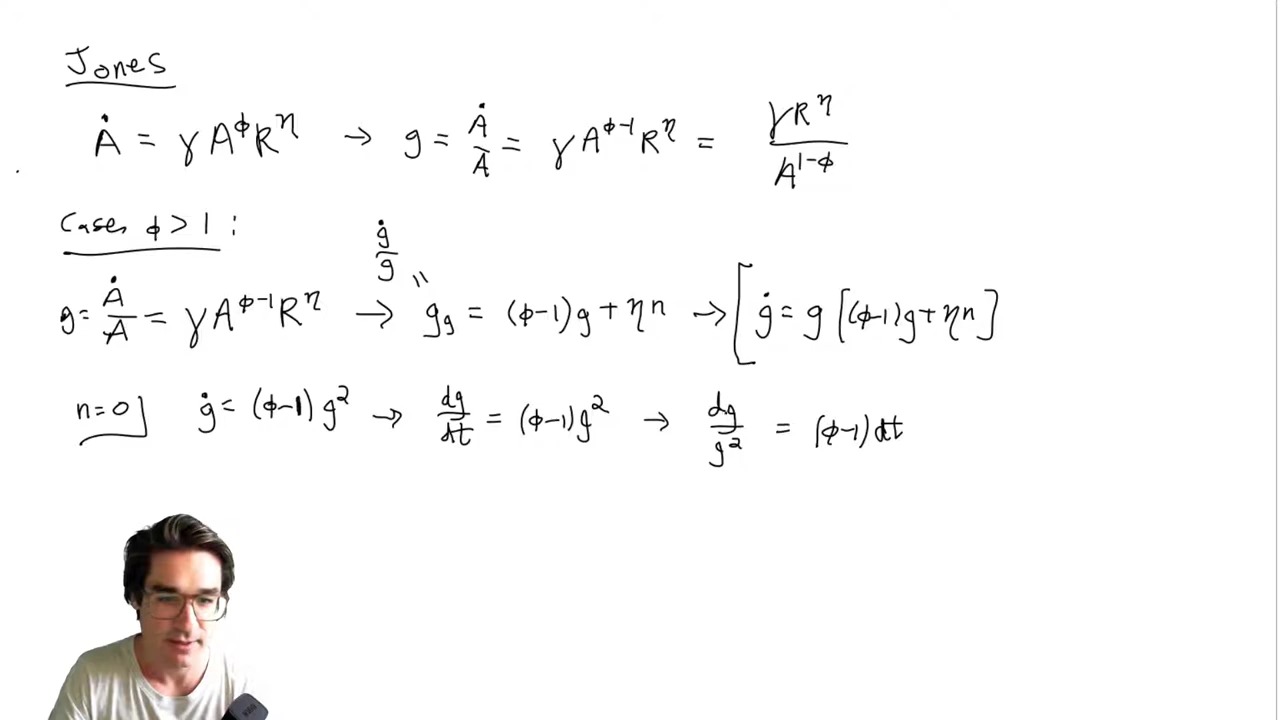 Jones
Ȧ = γA^ϕR^η → g = Ȧ/A = γA^(ϕ-1)R^η = γR^η/A^(1-ϕ)
Case ϕ > 1 :
ġ/g
"
g = Ȧ/A = γA^(ϕ-1)R^η → g_g = (ϕ-1)g + ηn → [ġ = g[(ϕ-1)g + ηn]
n=0] ġ = (ϕ-1)g² → dg/dt = (ϕ-1)g² → dg/g² = (ϕ-1)dt